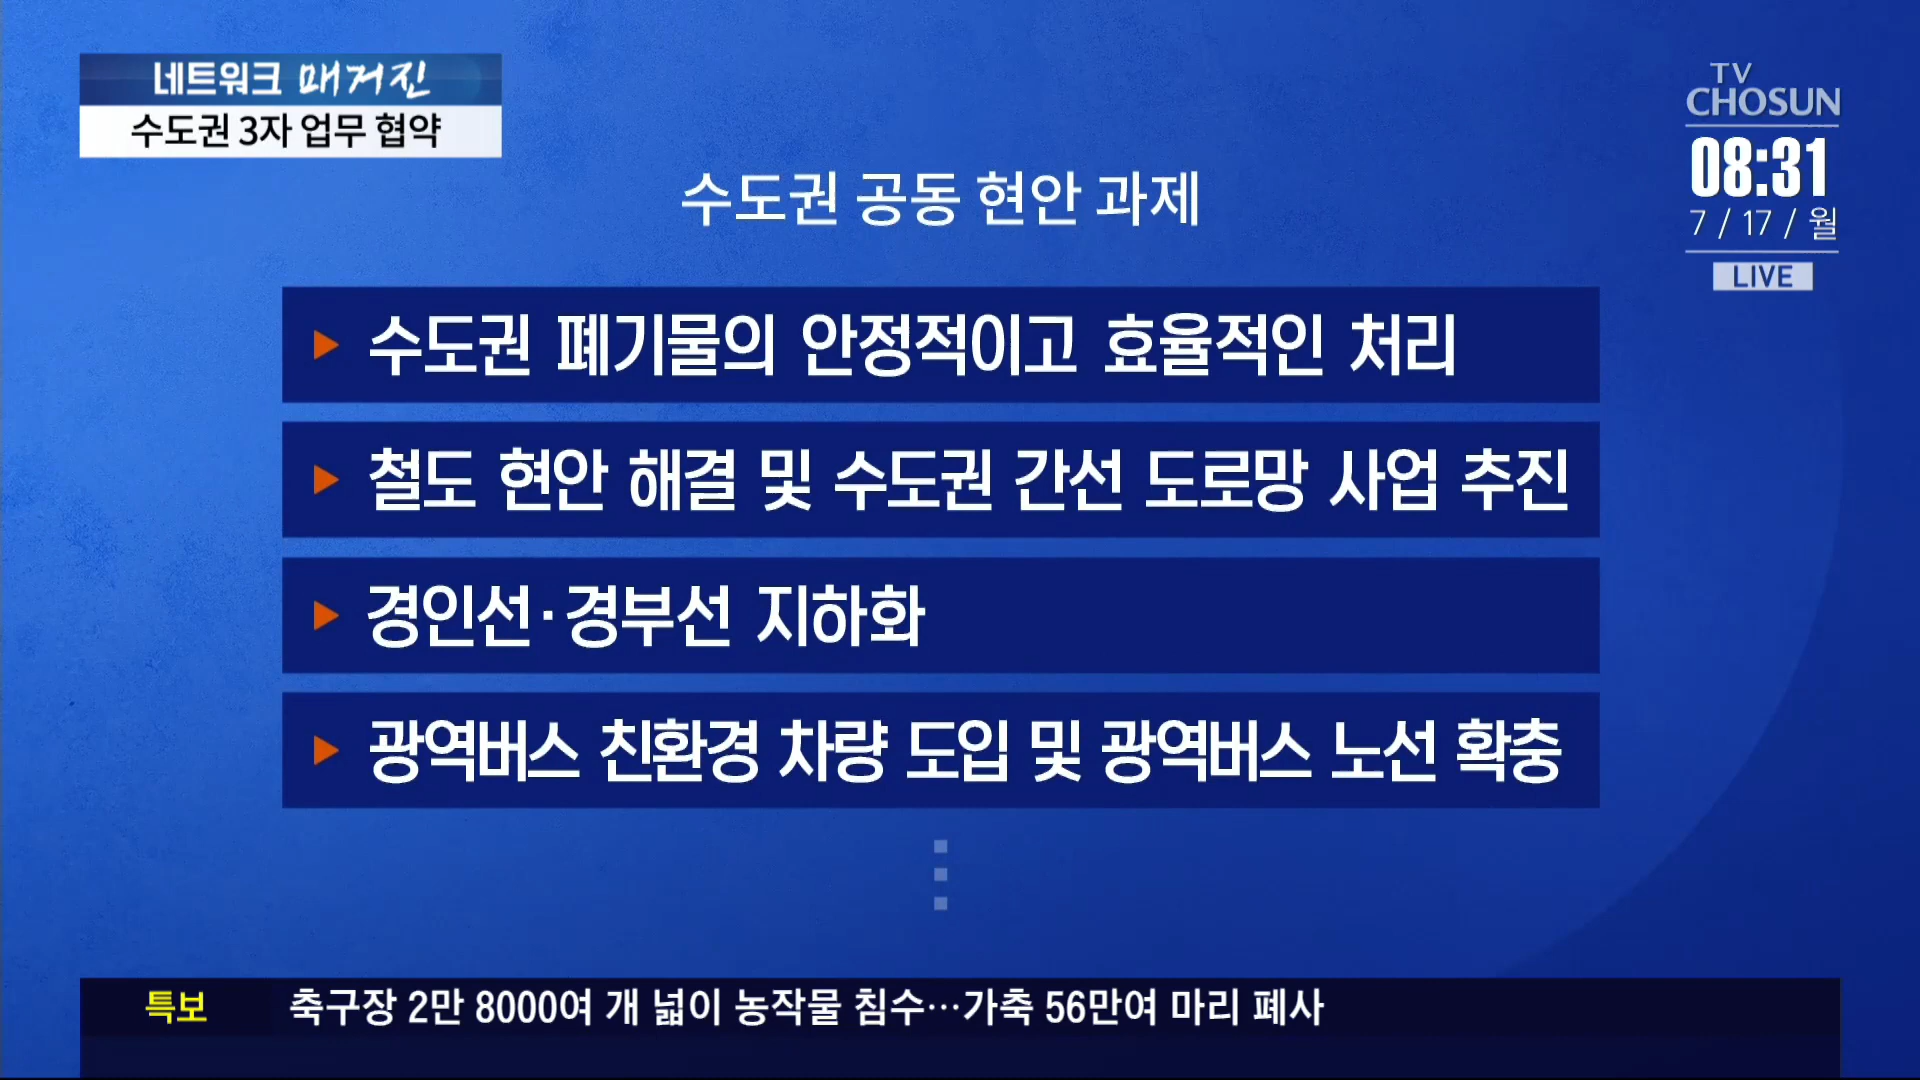 네트워크 매거진
수도권 3자 업무 협약
TV
CHOSUN
08:31
7 / 17 / 월
LIVE
수도권 공동 현안 과제
수도권 폐기물의 안정적이고 효율적인 처리
철도 현안 해결 및 수도권 간선 도로망 사업 추진
경인선·경부선 지하화
광역버스 친환경 차량 도입 및 광역버스 노선 확충
특보 축구장 2만 8000여 개 넓이 농작물 침수…가축 56만여 마리 폐사